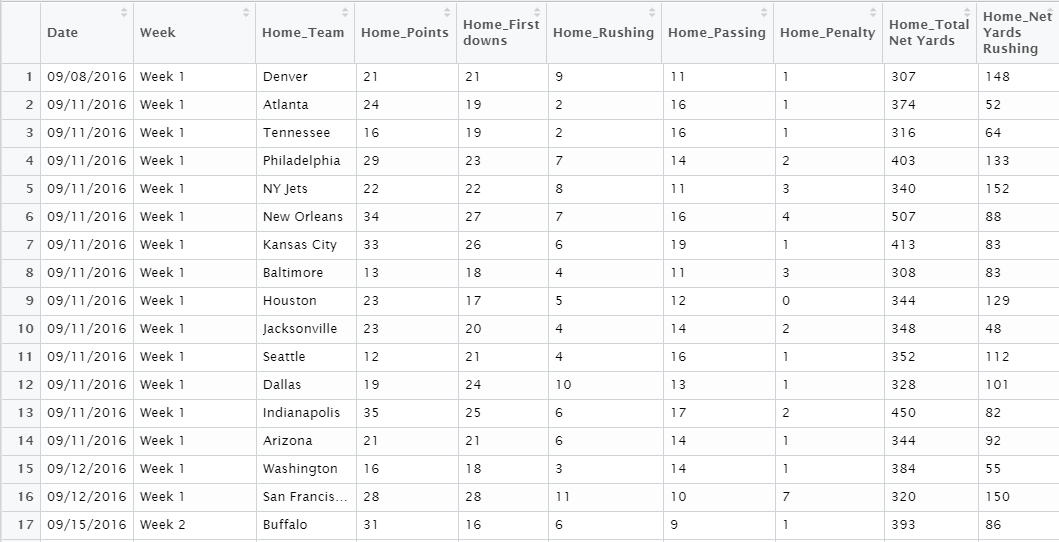 Date Week Home_Team Home_Points Home_First downs Home_Rushing Home_Passing Home_Penalty Home_Total Net Yards Home_Net Yards Rushing
1 09/08/2016 Week 1 Denver 21 21 9 11 1 307 148
2 09/11/2016 Week 1 Atlanta 24 19 2 16 1 374 52
3 09/11/2016 Week 1 Tennessee 16 19 2 16 1 316 64
4 09/11/2016 Week 1 Philadelphia 29 23 7 14 2 403 133
5 09/11/2016 Week 1 NY Jets 22 22 8 11 3 340 152
6 09/11/2016 Week 1 New Orleans 34 27 7 16 4 507 88
7 09/11/2016 Week 1 Kansas City 33 26 6 19 1 413 83
8 09/11/2016 Week 1 Baltimore 13 18 4 11 3 308 83
9 09/11/2016 Week 1 Houston 23 17 5 12 0 344 129
10 09/11/2016 Week 1 Jacksonville 23 20 4 14 2 348 48
11 09/11/2016 Week 1 Seattle 12 21 4 16 1 352 112
12 09/11/2016 Week 1 Dallas 19 24 10 13 1 328 101
13 09/11/2016 Week 1 Indianapolis 35 25 6 17 2 450 82
14 09/11/2016 Week 1 Arizona 21 21 6 14 1 344 92
15 09/12/2016 Week 1 Washington 16 18 3 14 1 384 55
16 09/12/2016 Week 1 San Francis... 28 28 11 10 7 320 150
17 09/15/2016 Week 2 Buffalo 31 16 6 9 1 393 86